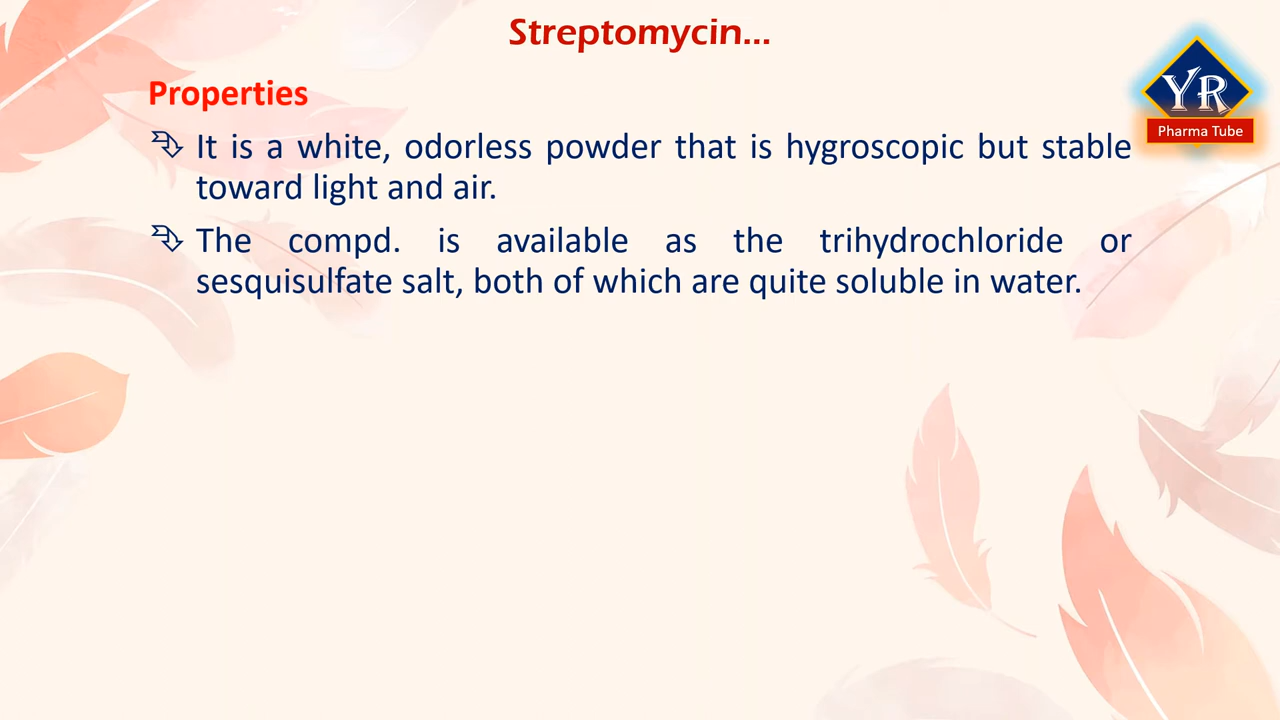 Streptomycin...
YR
Pharma Tube
Properties
It is a white, odorless powder that is hygroscopic but stable
toward light and air.
The compd. is available as the trihydrochloride or
sesquisulfate salt, both of which are quite soluble in water.